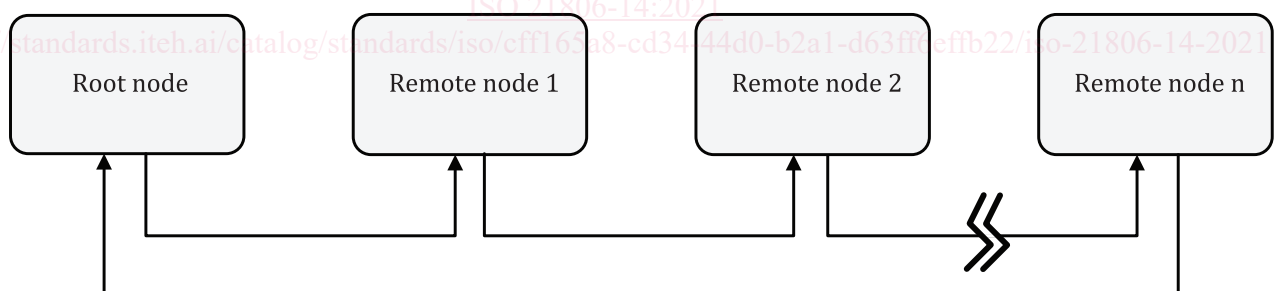 ISO 21806-14:2021
/standards.iteh.ai/catalog/standards/iso/cff165a8-cd34-44d0-b2a1-d63ff6effb22/iso-21806-14-2021
Root node
Remote node 1
Remote node 2
Remote node n